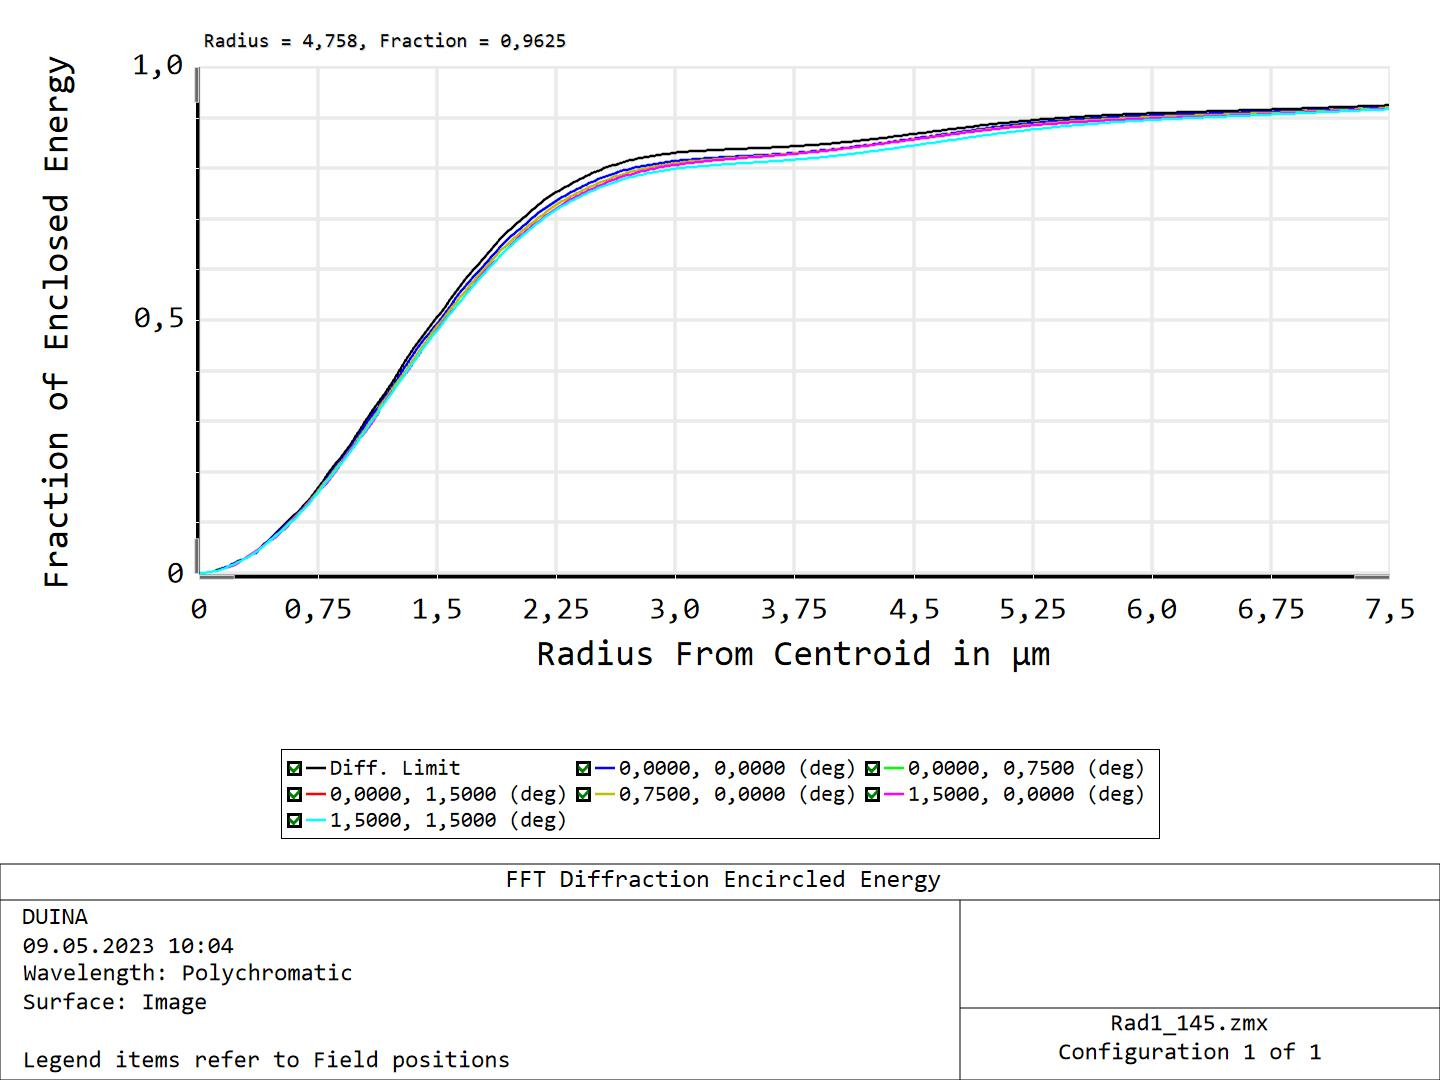 Radius = 4,758, Fraction = 0,9625
Fraction of Enclosed Energy
1,0
0,5
0
0 0,75 1,5 2,25 3,0 3,75 4,5 5,25 6,0 6,75 7,5
Radius From Centroid in µm
Diff. Limit 0,0000, 0,0000 (deg) 0,0000, 0,7500 (deg)
0,0000, 1,5000 (deg) 0,7500, 0,0000 (deg) 1,5000, 0,0000 (deg)
1,5000, 1,5000 (deg)
FFT Diffraction Encircled Energy
DUINA
09.05.2023 10:04
Wavelength: Polychromatic
Surface: Image
Legend items refer to Field positions
Rad1_145.zmx
Configuration 1 of 1